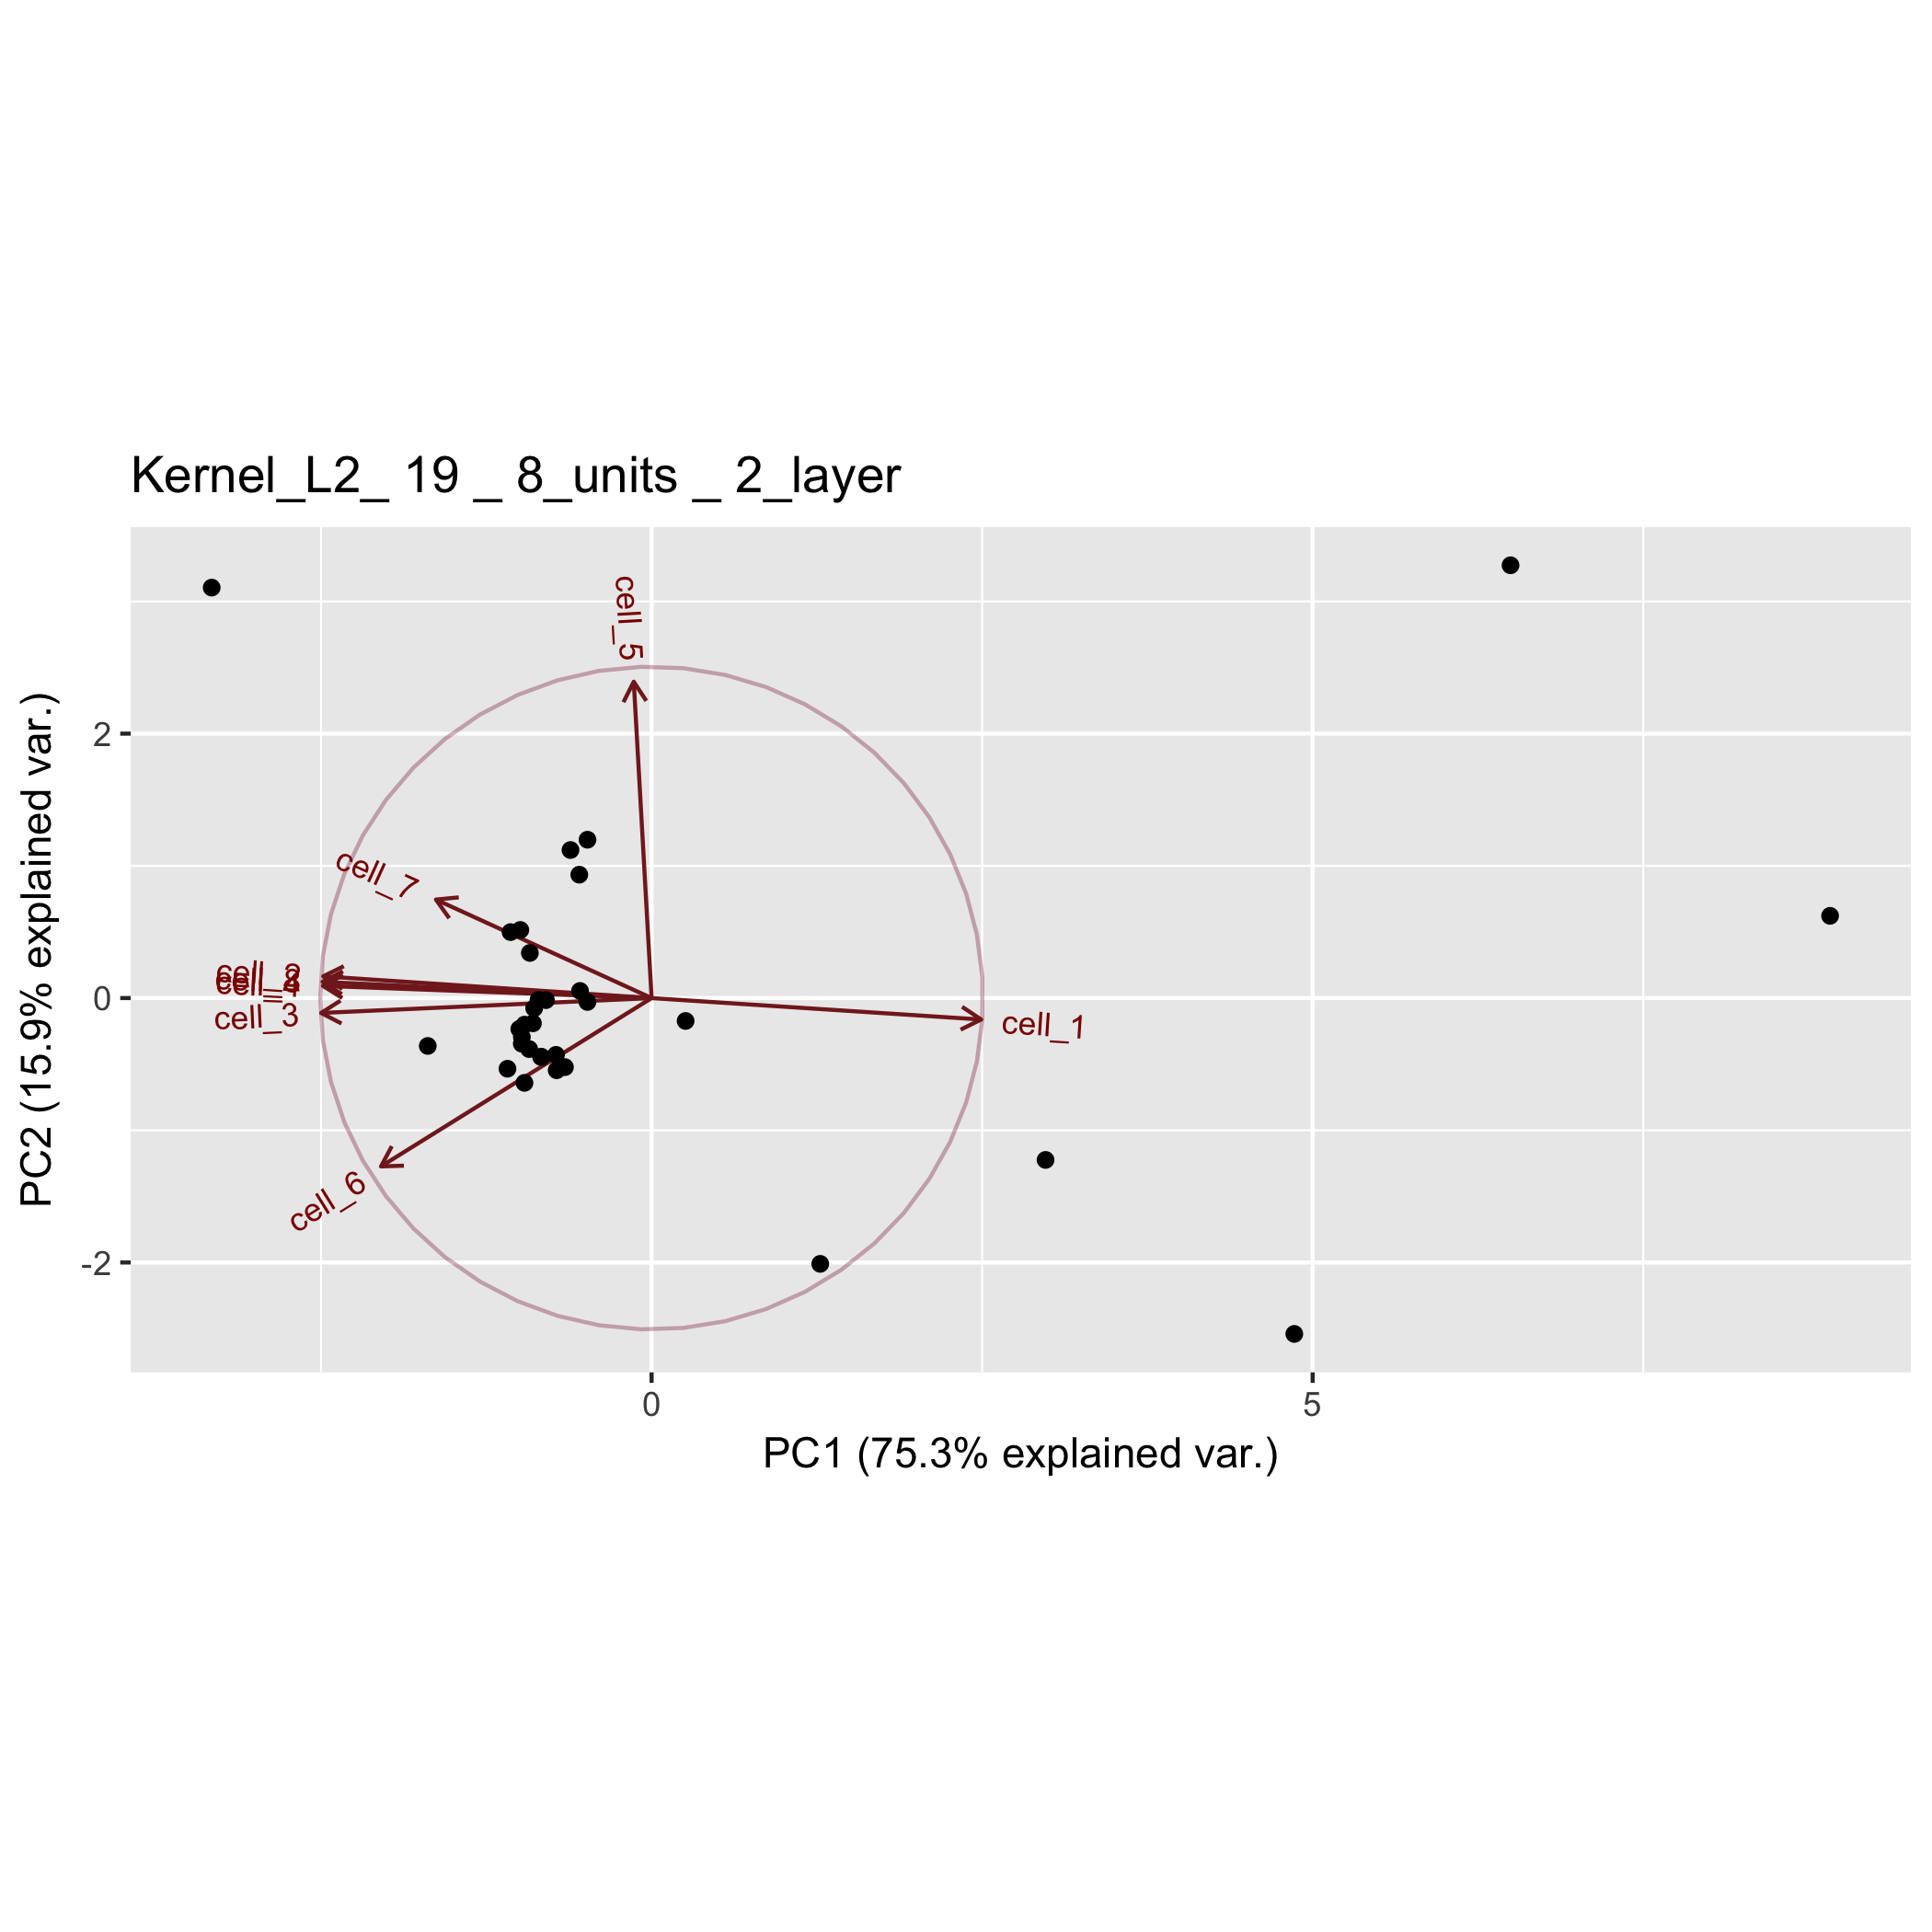 Kernel_L2_ 19 _ 8_units _ 2_layer
PC2 (15.9% explained var.)
2
0
-2
cell_5
cell_7
cell_3
cell_6
cell_1
0
5
PC1 (75.3% explained var.)